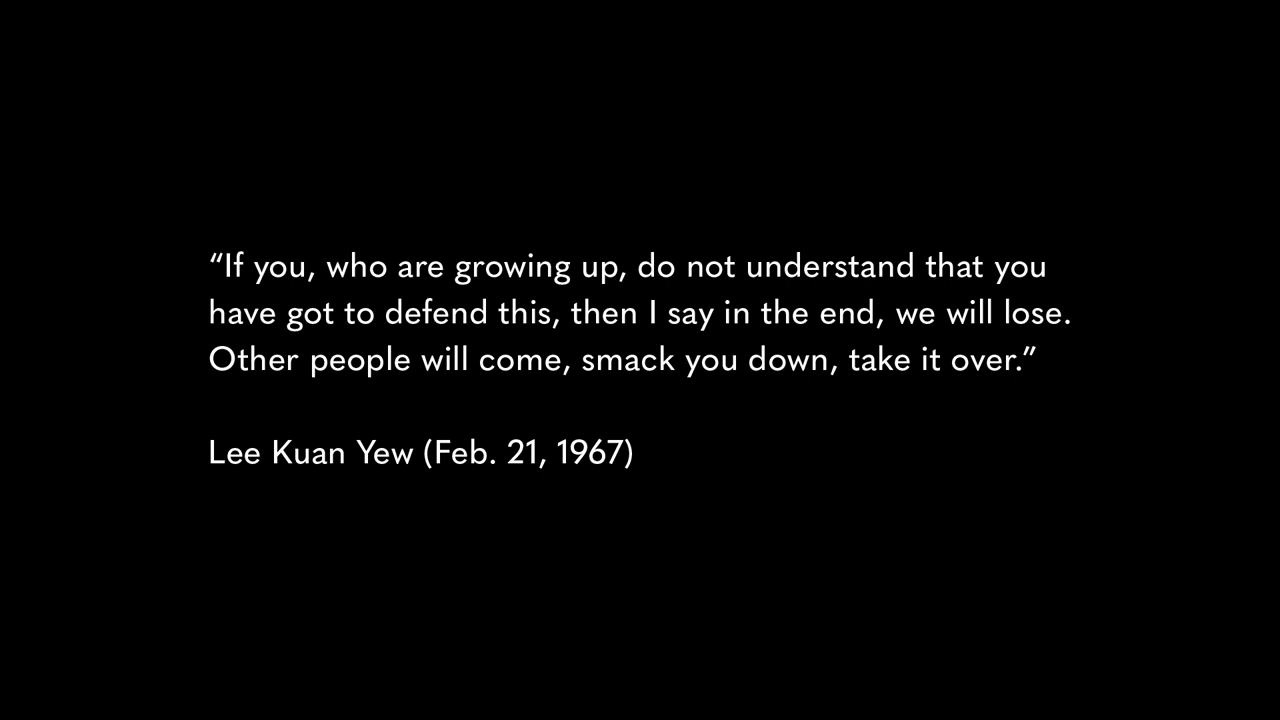 “If you, who are growing up, do not understand that you
have got to defend this, then I say in the end, we will lose.
Other people will come, smack you down, take it over.”
Lee Kuan Yew (Feb. 21, 1967)